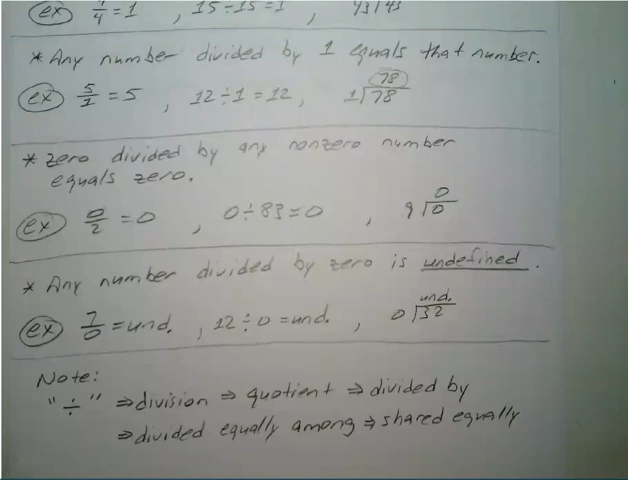 ex 4/4 = 1 , 15÷15 = 1 ,
* Any number divided by 1 equals that number.
ex 5/1 = 5 , 12÷1 = 12 , 1⟌78 78
* zero divided by any nonzero number
equals zero.
ex 0/2 = 0 , 0÷83 = 0 , 9⟌0 0
* Any number divided by zero is undefined.
ex 7/0 = und. , 12÷0 = und. , 0⟌32 und.
Note:
"÷" ⇒ division ⇒ quotient ⇒ divided by
⇒ divided equally among ⇒ shared equally